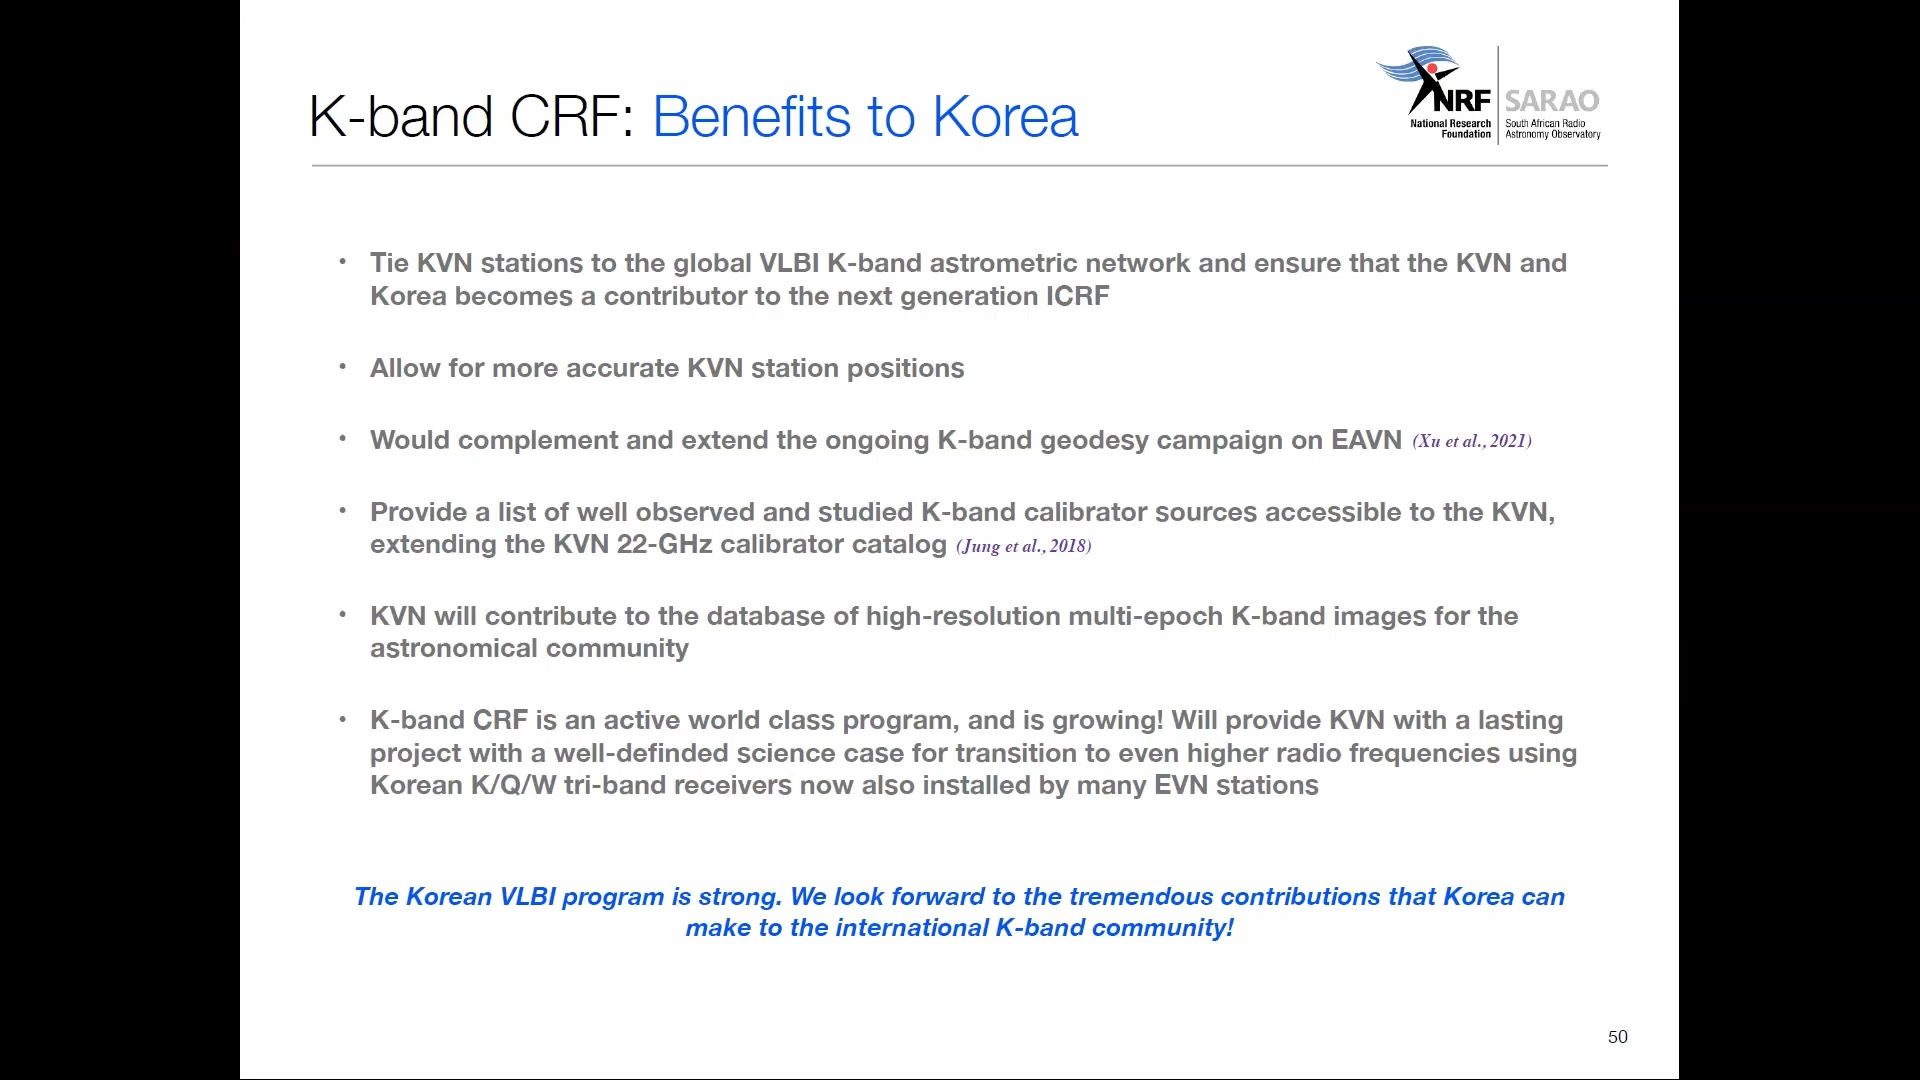 K-band CRF: Benefits to Korea
NRF
National Research
Foundation
SARAO
South African Radio
Astronomy Observatory
• Tie KVN stations to the global VLBI K-band astrometric network and ensure that the KVN and
Korea becomes a contributor to the next generation ICRF
• Allow for more accurate KVN station positions
• Would complement and extend the ongoing K-band geodesy campaign on EAVN (Xu et al., 2021)
• Provide a list of well observed and studied K-band calibrator sources accessible to the KVN,
extending the KVN 22-GHz calibrator catalog (Jung et al., 2018)
• KVN will contribute to the database of high-resolution multi-epoch K-band images for the
astronomical community
• K-band CRF is an active world class program, and is growing! Will provide KVN with a lasting
project with a well-definded science case for transition to even higher radio frequencies using
Korean K/Q/W tri-band receivers now also installed by many EVN stations
The Korean VLBI program is strong. We look forward to the tremendous contributions that Korea can
make to the international K-band community!
50